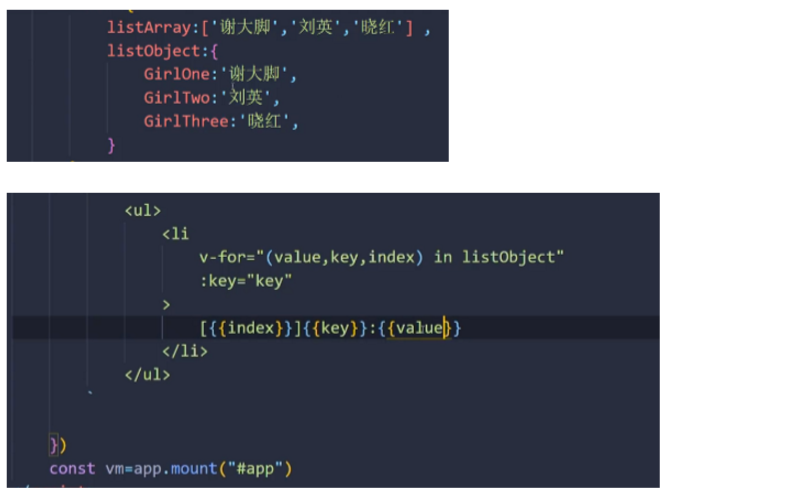 listArray:['谢大脚','刘英','晓红'] ,
listObject:{
GirlOne:'谢大脚',
GirlTwo:'刘英',
GirlThree:'晓红',
}
<ul>
<li
v-for="(value,key,index) in listObject"
:key="key"
>
[{{index}}]{{key}}:{{value}}
</li>
</ul>
`
})
const vm=app.mount("#app")